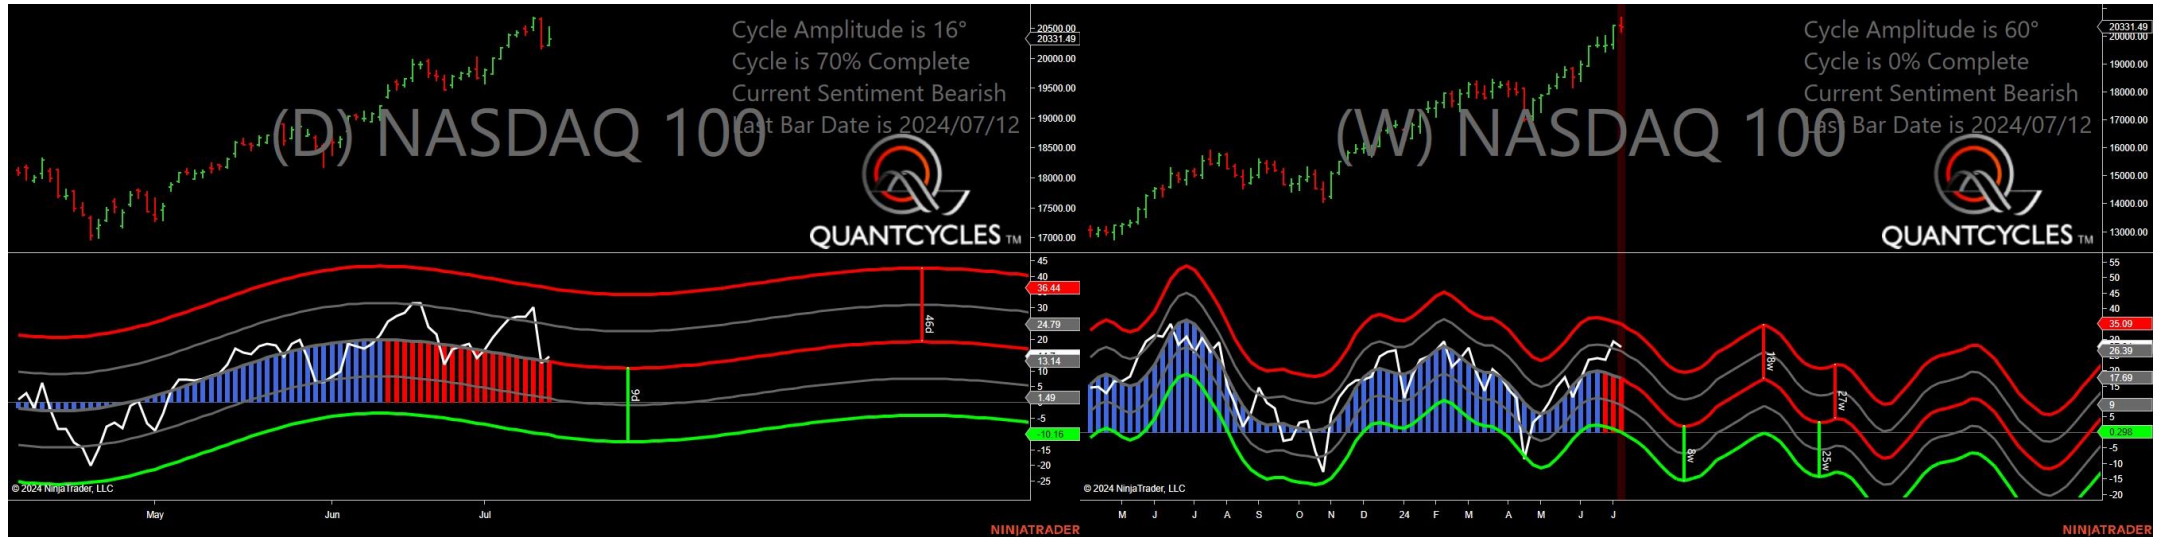 Cycle Amplitude is 16°
Cycle is 70% Complete
Current Sentiment Bearish
Last Bar Date is 2024/07/12
(D) NASDAQ 100
QUANTCYCLES TM
20500.00
20331.49
20000.00
19500.00
19000.00
18500.00
18000.00
17500.00
17000.00
45
40
36.44
30
24.79
20
13.14
10
5
1.49
-5
-10.16
-15
-20
-25
46d
9d
© 2024 NinjaTrader, LLC
May Jun Jul
NINJATRADER
Cycle Amplitude is 60°
Cycle is 0% Complete
Current Sentiment Bearish
Last Bar Date is 2024/07/12
(W) NASDAQ 100
QUANTCYCLES TM
20331.49
20000.00
19000.00
18000.00
17000.00
16000.00
15000.00
14000.00
13000.00
55
50
45
40
35.09
26.39
17.69
15
9
5
0.298
-5
-10
-15
-20
18w
27w
8w
25w
© 2024 NinjaTrader, LLC
M J J A S O N D 24 F M A M J J
NINJATRADER